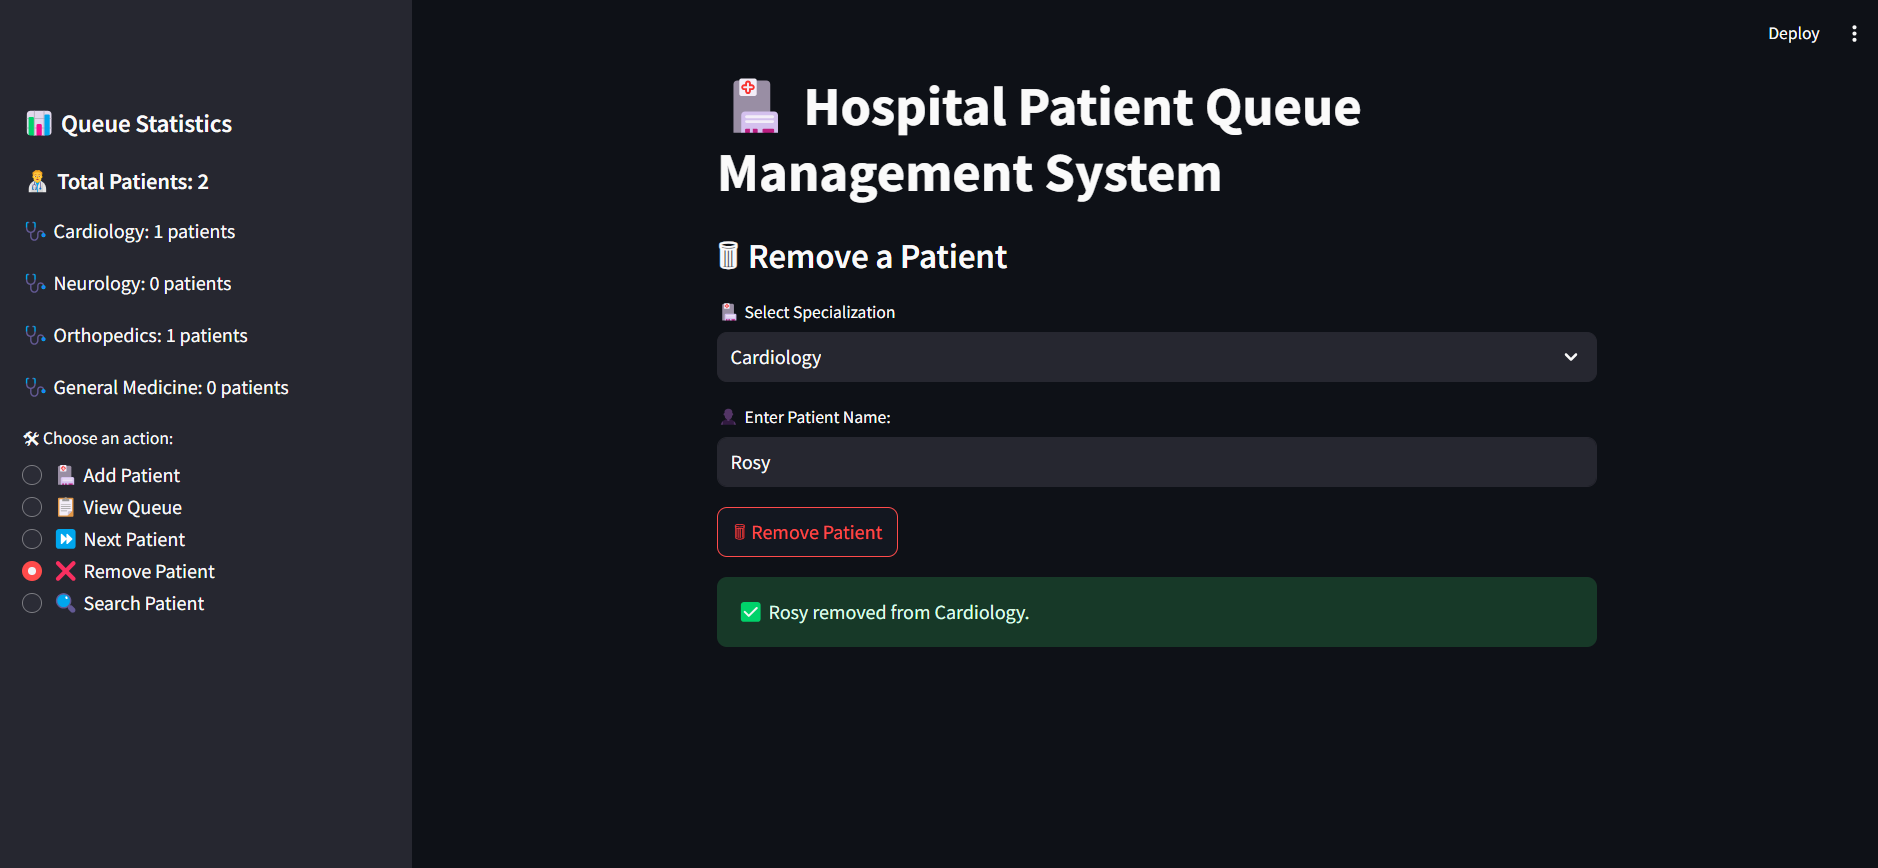 Deploy
📊 Queue Statistics
👨‍⚕️ Total Patients: 2
🩺 Cardiology: 1 patients
🩺 Neurology: 0 patients
🩺 Orthopedics: 1 patients
🩺 General Medicine: 0 patients
🛠 Choose an action:
🏥 Add Patient
📋 View Queue
⏩ Next Patient
❌ Remove Patient
🔍 Search Patient
🏥 Hospital Patient Queue
Management System
🗑 Remove a Patient
🏥 Select Specialization
Cardiology
👤 Enter Patient Name:
Rosy
🗑 Remove Patient
✅ Rosy removed from Cardiology.